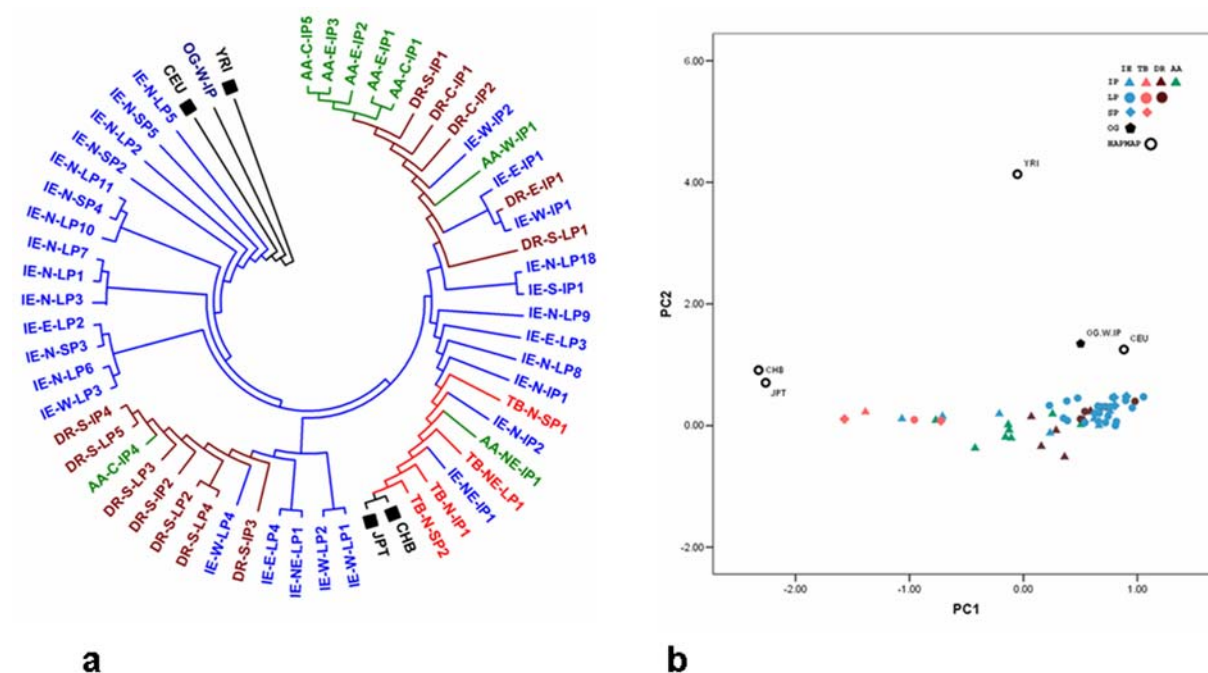 YRI
OG-W-IP
CEU
IE-N-LP5
IE-N-SP5
IE-N-LP2
IE-N-SP2
IE-N-LP11
IE-N-SP4
IE-N-LP10
IE-N-LP7
IE-N-LP1
IE-N-LP3
IE-E-LP2
IE-N-SP3
IE-N-LP6
IE-W-LP3
DR-S-IP4
DR-S-LP5
AA-C-IP4
DR-S-LP3
DR-S-IP2
DR-S-LP2
DR-S-LP4
IE-W-LP4
DR-S-IP3
IE-E-LP4
IE-NE-LP1
IE-W-LP2
IE-W-LP1
JPT
CHB
TB-N-SP2
TB-N-IP1
IE-NE-IP1
TB-NE-LP1
AA-NE-IP1
IE-N-IP2
TB-N-SP1
IE-N-IP1
IE-N-LP8
IE-E-LP3
IE-N-LP9
IE-S-IP1
IE-N-LP18
DR-S-LP1
IE-W-IP1
DR-E-IP1
IE-E-IP1
AA-W-IP1
IE-W-IP2
DR-C-IP2
DR-C-IP1
DR-S-IP1
AA-C-IP1
AA-E-IP1
AA-E-IP2
AA-E-IP3
AA-C-IP5
a
6.00
4.00
2.00
0.00
-2.00
PC2
IE TB DR AA
IP
LP
SP
OG
HAPMAP
YRI
OG.W.IP
CEU
CHB
JPT
-2.00 -1.00 0.00 1.00
PC1
b